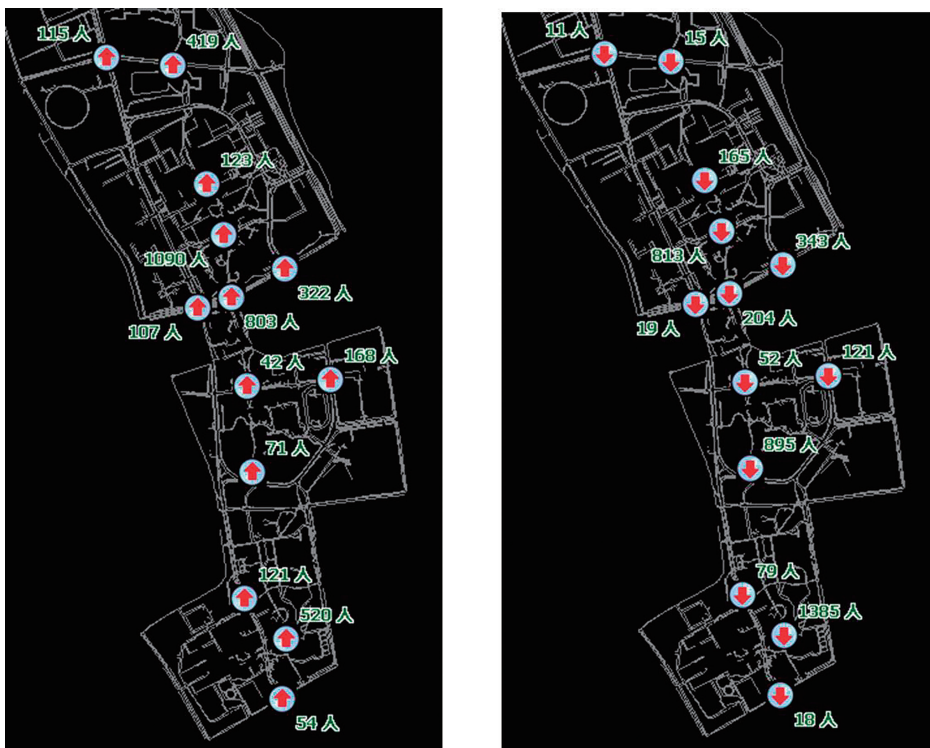 115 人
419 人
123 人
1090 人
322 人
107 人
803 人
42 人
168 人
71 人
121 人
520 人
54 人
11 人
15 人
165 人
813 人
343 人
19 人
204 人
52 人
121 人
895 人
79 人
1385 人
18 人